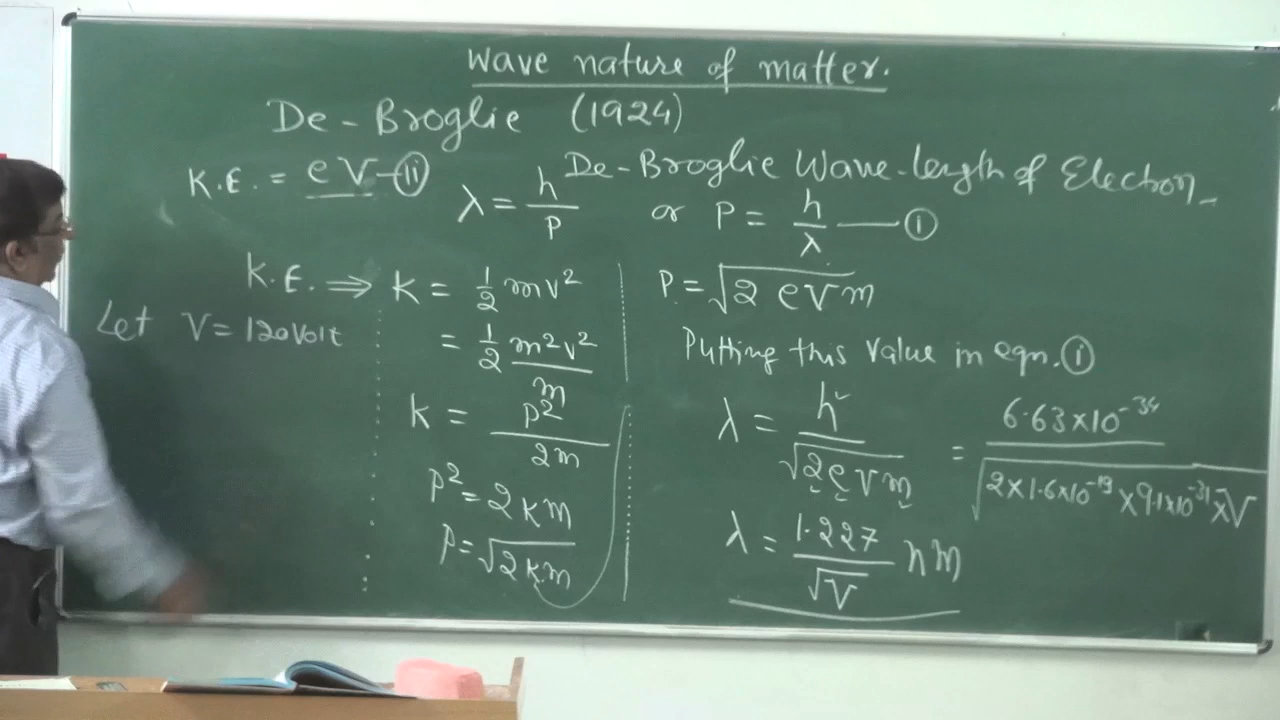 Wave nature of matter.
De-Broglie (1924)
K.E. = eV—(ii)
De-Broglie Wave-length of Electron
λ = h/P or P = h/λ —— (i)
K.E. ⇒ K = 1/2 mv²
= 1/2 m²v²/m
K = P²/2m
P² = 2Km
P = √2Km
Let V = 120 Volt
P = √2eVm
Putting this Value in eqn. (i)
λ = h/√2eVm = 6.63×10⁻³⁴/√2×1.6×10⁻¹⁹×9.1×10⁻³¹×V
λ = 1.227/√V nm